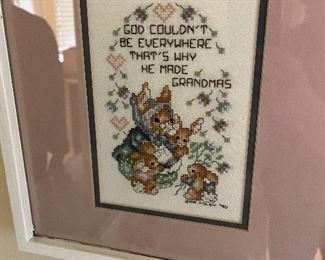 GOD COULDN'T
BE EVERYWHERE
THAT'S WHY
HE MADE
GRANDMAS